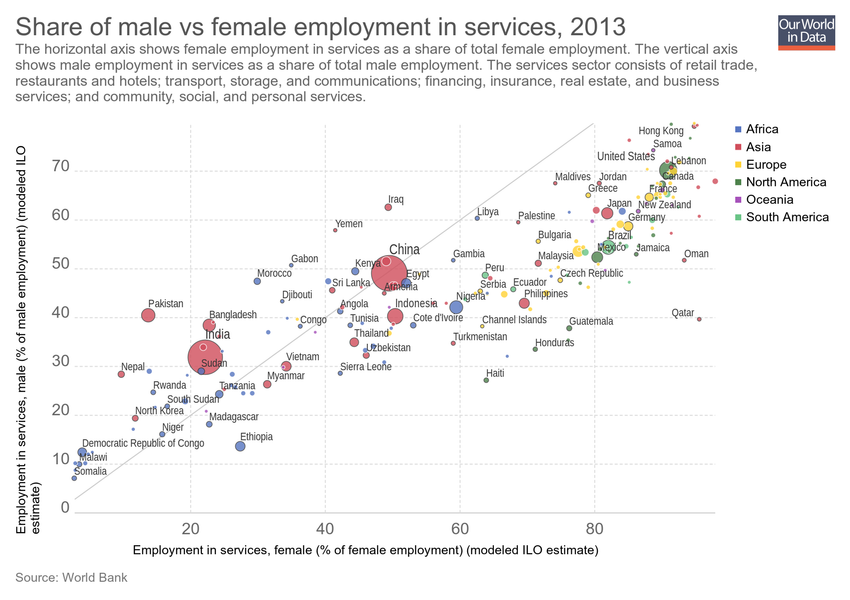 Share of male vs female employment in services, 2013
Our World
in Data
The horizontal axis shows female employment in services as a share of total female employment. The vertical axis
shows male employment in services as a share of total male employment. The services sector consists of retail trade,
restaurants and hotels; transport, storage, and communications; financing, insurance, real estate, and business
services; and community, social, and personal services.
Employment in services, male (% of male employment) (modeled ILO
estimate)
70
60
50
40
30
20
10
0
Hong Kong
Samoa
United States
Lebanon
Maldives
Jordan
Canada
Greece
France
Iraq
Japan
New Zealand
Libya
Palestine
Germany
Yemen
Bulgaria
Brazil
China
Mexico
Jamaica
Gabon
Kenya
Gambia
Malaysia
Oman
Morocco
Egypt
Peru
Czech Republic
Sri Lanka
Armenia
Serbia
Ecuador
Djibouti
Angola
Indonesia
Nigeria
Philippines
Pakistan
Bangladesh
Congo
Tunisia
Cote d'Ivoire
Channel Islands
Guatemala
Qatar
India
Thailand
Turkmenistan
Honduras
Uzbekistan
Nepal
Sudan
Vietnam
Sierra Leone
Haiti
Rwanda
Tanzania
Myanmar
South Sudan
North Korea
Madagascar
Niger
Ethiopia
Democratic Republic of Congo
Malawi
Somalia
20
40
60
80
Employment in services, female (% of female employment) (modeled ILO estimate)
Africa
Asia
Europe
North America
Oceania
South America
Source: World Bank